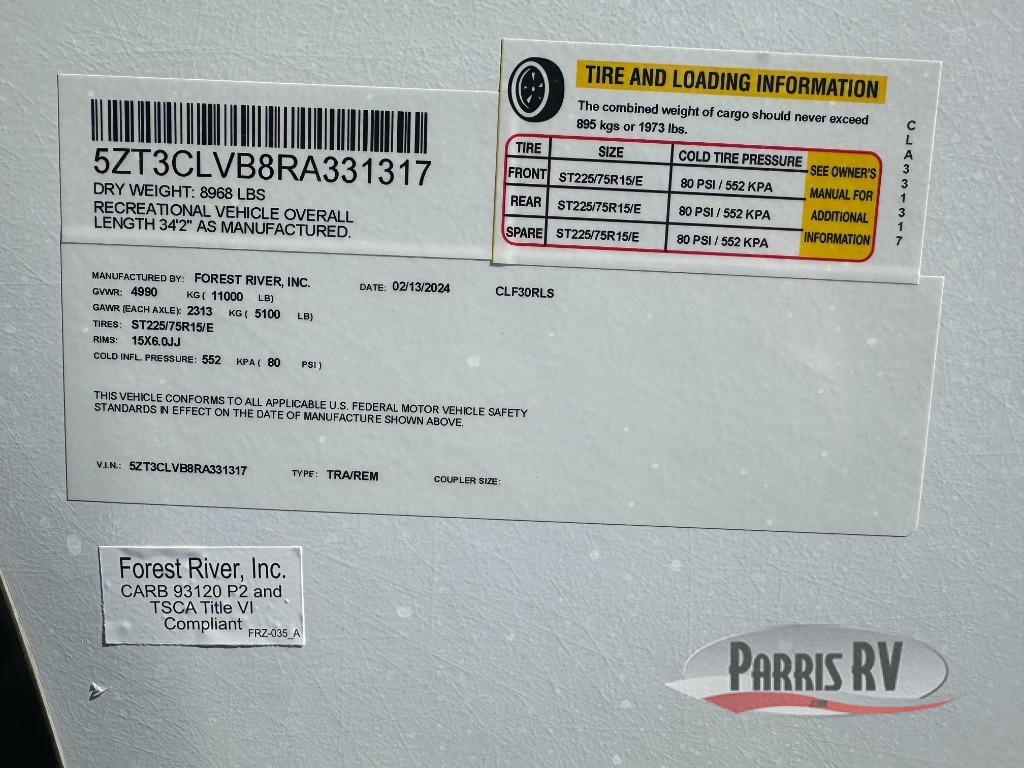 5ZT3CLVB8RA331317
DRY WEIGHT: 8968 LBS
RECREATIONAL VEHICLE OVERALL
LENGTH 34'2" AS MANUFACTURED.
TIRE AND LOADING INFORMATION
The combined weight of cargo should never exceed
895 kgs or 1973 lbs.
TIRE SIZE COLD TIRE PRESSURE
FRONT ST225/75R15/E 80 PSI / 552 KPA
REAR ST225/75R15/E 80 PSI / 552 KPA
SPARE ST225/75R15/E 80 PSI / 552 KPA
SEE OWNER'S
MANUAL FOR
ADDITIONAL
INFORMATION
CLA331317
MANUFACTURED BY: FOREST RIVER, INC. DATE: 02/13/2024 CLF30RLS
GVWR: 4990 KG ( 11000 LB)
GAWR (EACH AXLE): 2313 KG ( 5100 LB)
TIRES: ST225/75R15/E
RIMS: 15X6.0JJ
COLD INFL. PRESSURE: 552 KPA ( 80 PSI )
THIS VEHICLE CONFORMS TO ALL APPLICABLE U.S. FEDERAL MOTOR VEHICLE SAFETY
STANDARDS IN EFFECT ON THE DATE OF MANUFACTURE SHOWN ABOVE.
V.I.N.: 5ZT3CLVB8RA331317 TYPE: TRA/REM COUPLER SIZE:
Forest River, Inc.
CARB 93120 P2 and
TSCA Title VI
Compliant
FRZ-035_A
PARRIS RV
.com